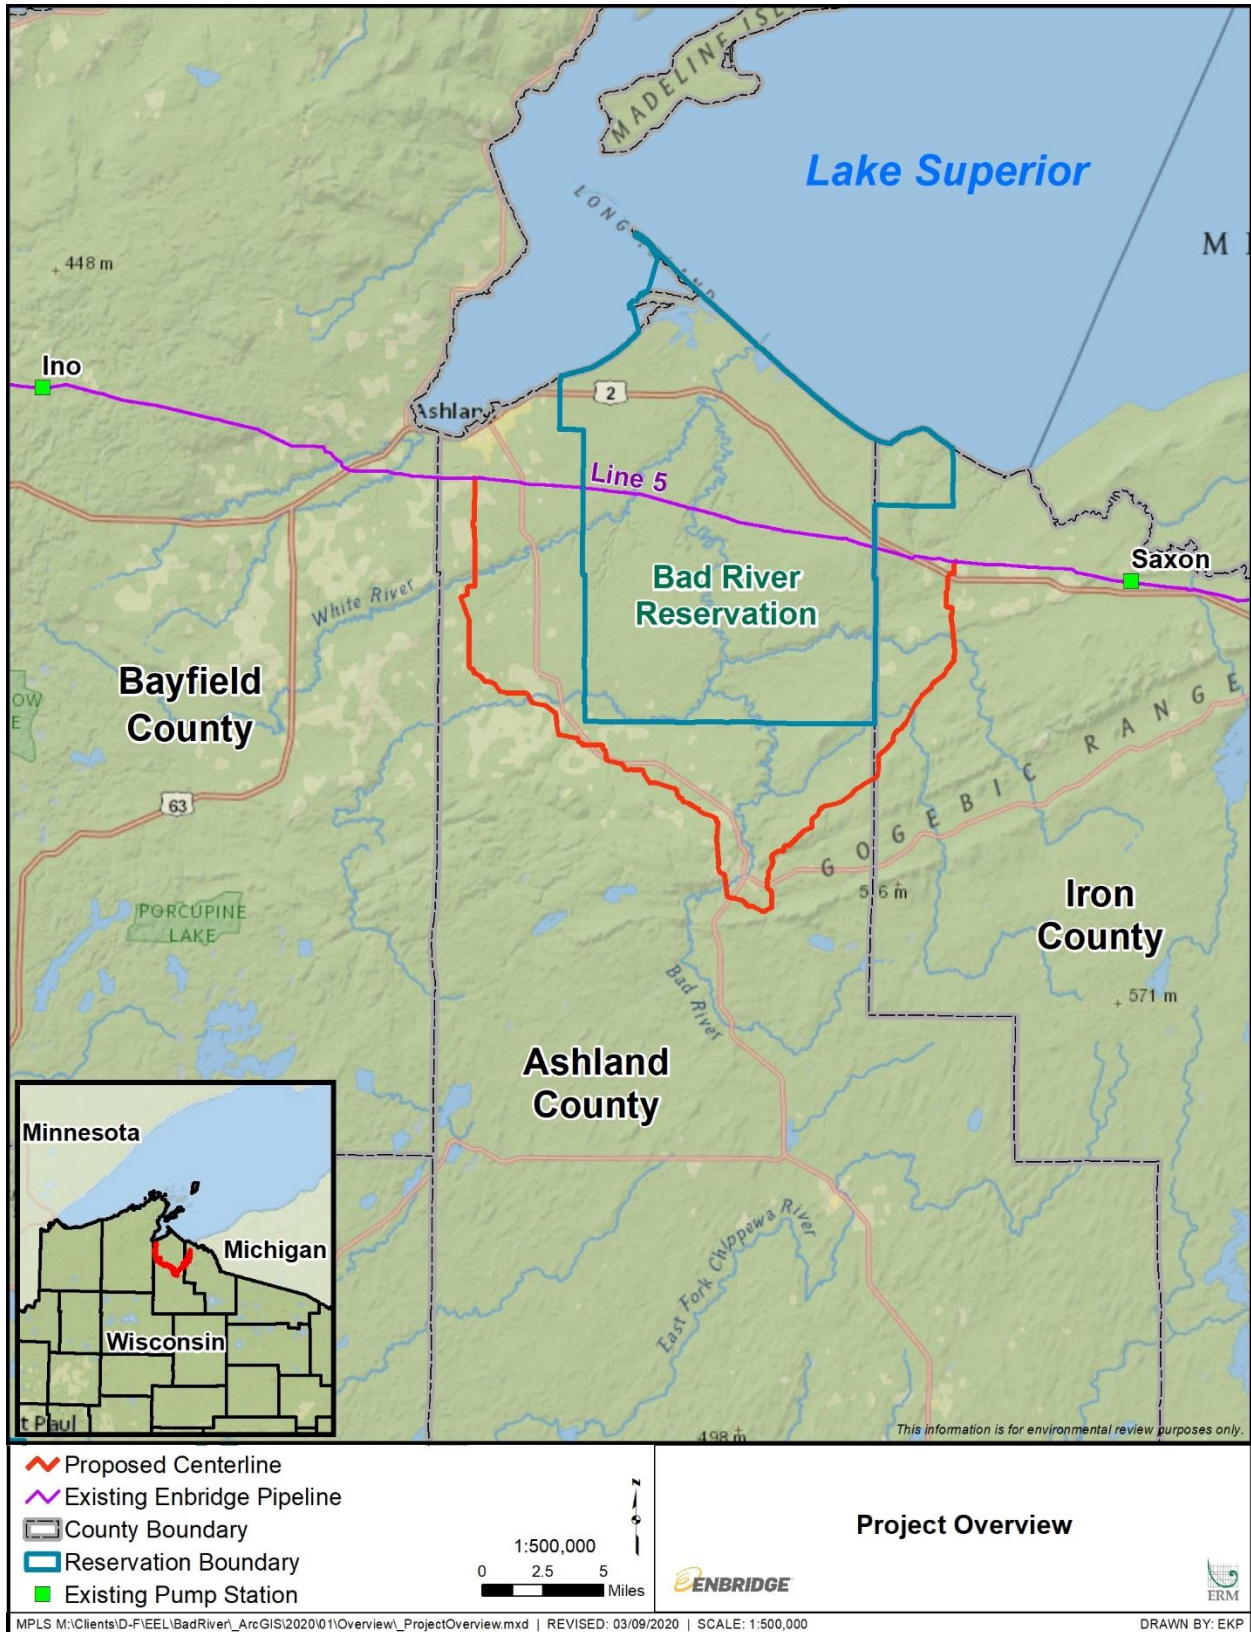 MADELINE ISL
Lake Superior
LONG ISLAND
M I
448 m
Ino
Ashlan
2
Line 5
Saxon
Bad River
Reservation
White River
Bayfield
County
OW
E
GOGEBIC RANGE
63
516 m
Iron
County
PORCUPINE
LAKE
Bad River
571 m
Ashland
County
Minnesota
Michigan
Wisconsin
t Paul
East Fork Chippewa River
498 m
This information is for environmental review purposes only.
Proposed Centerline
Existing Enbridge Pipeline
County Boundary
Reservation Boundary
Existing Pump Station
N
1:500,000
0 2.5 5
Miles
Project Overview
ENBRIDGE
ERM
MPLS M:\Clients\D-F\EEL\BadRiver\_ArcGIS\2020\01\Overview\_ProjectOverview.mxd | REVISED: 03/09/2020 | SCALE: 1:500,000
DRAWN BY: EKP